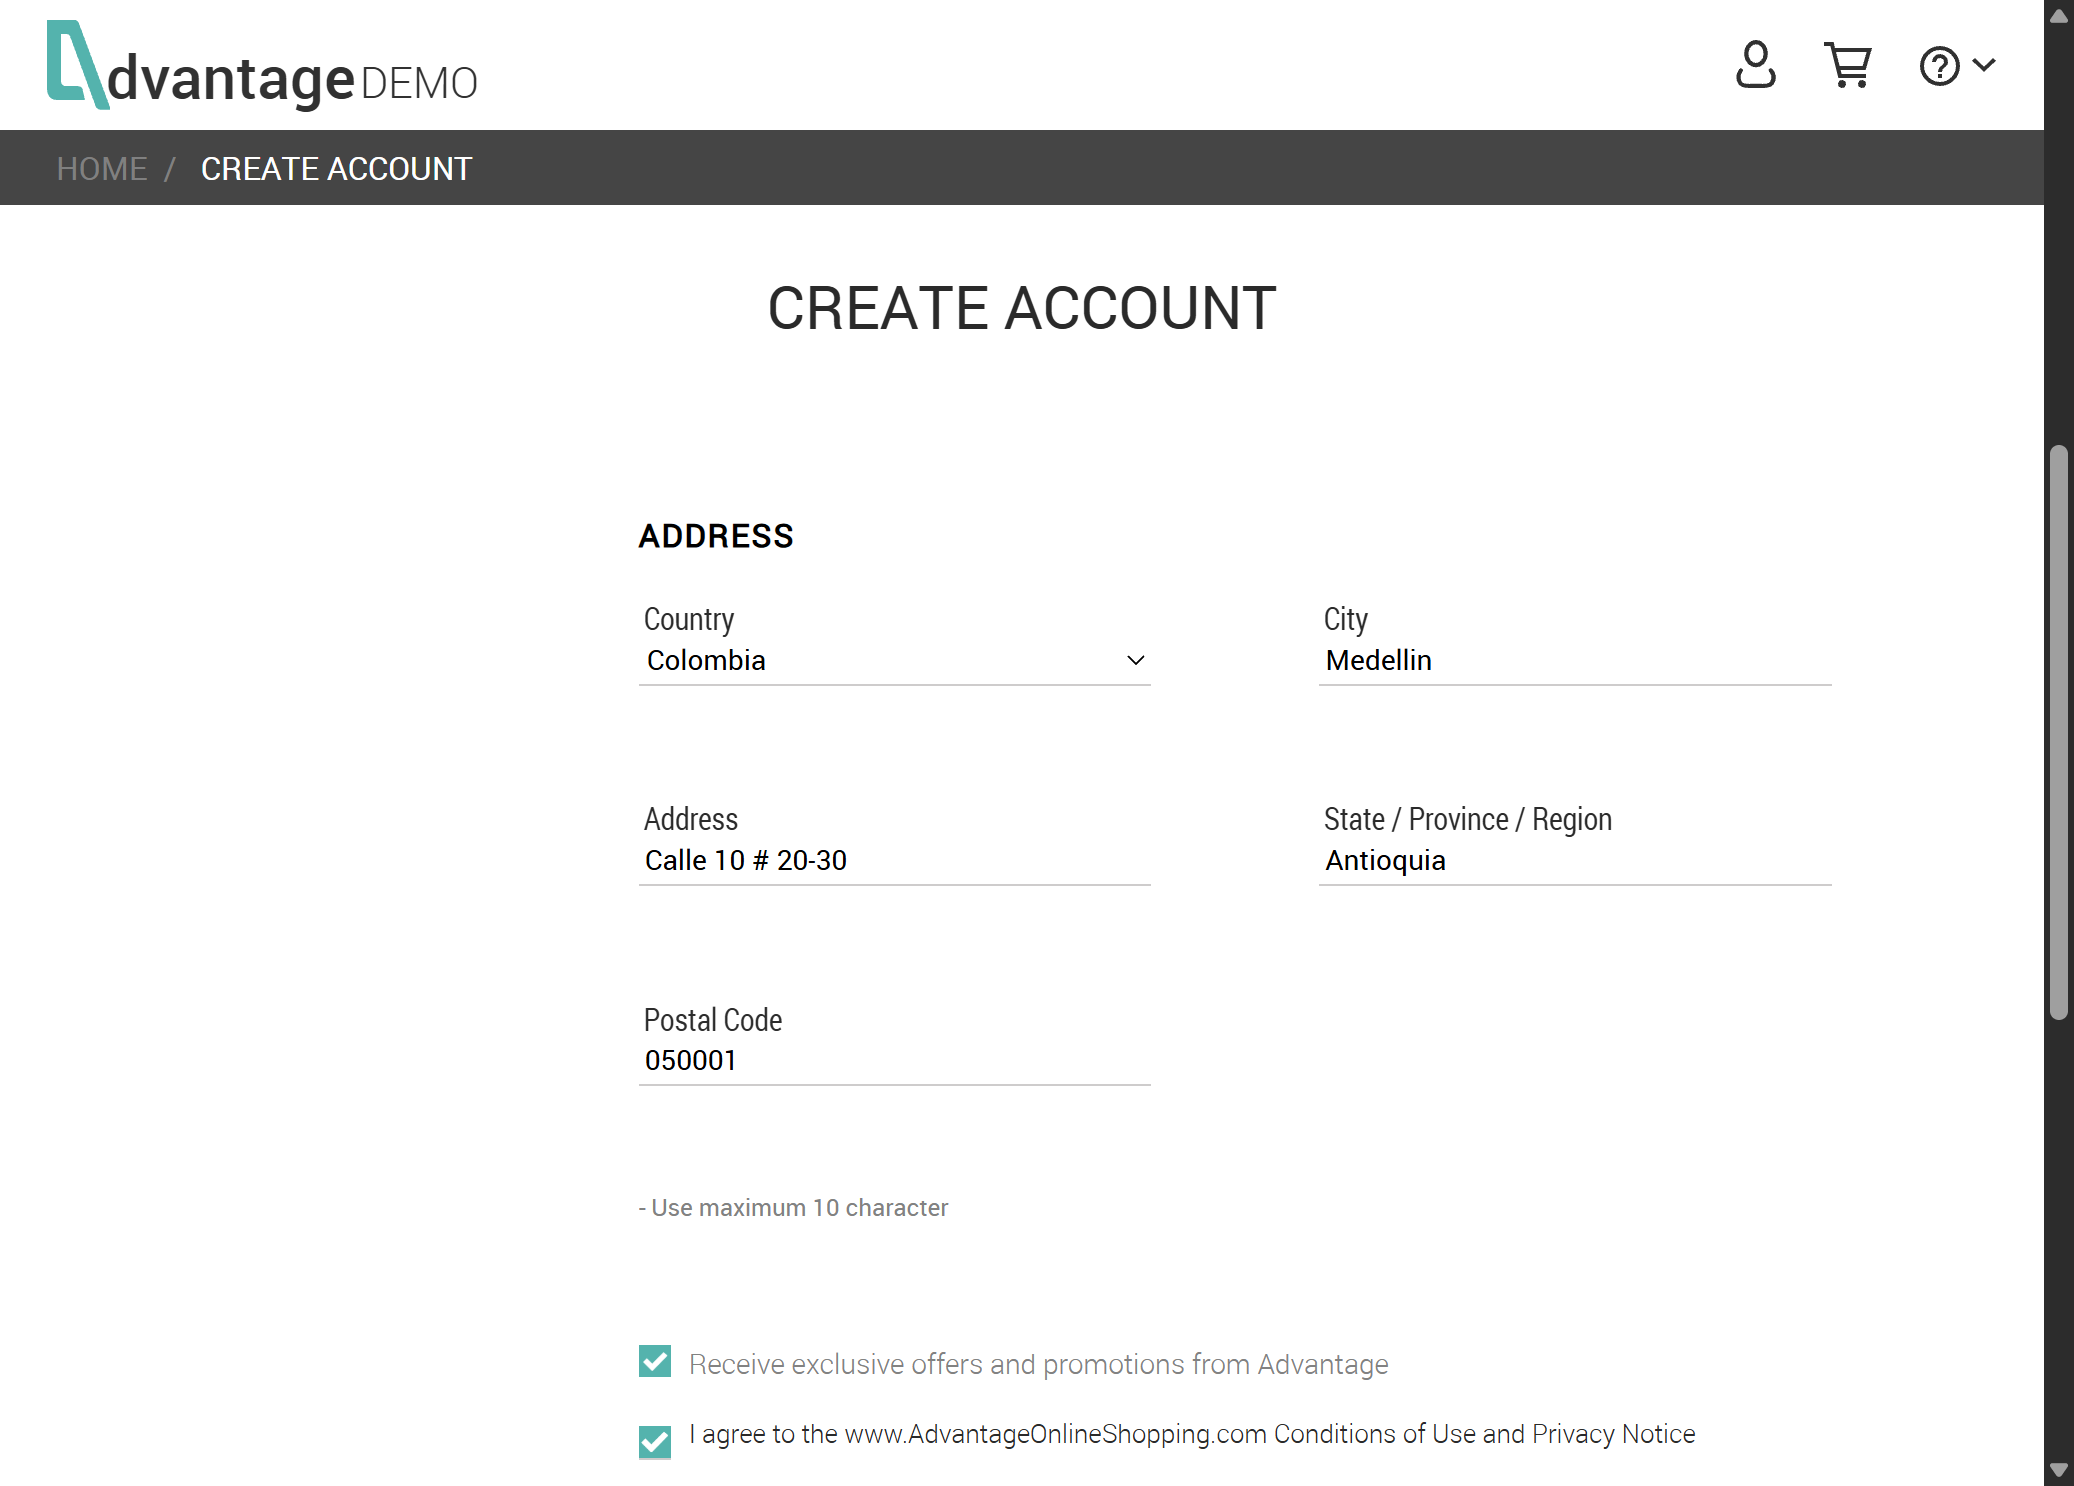 dvantage DEMO
HOME / CREATE ACCOUNT
CREATE ACCOUNT
ADDRESS
Country
Colombia
City
Medellin
Address
Calle 10 # 20-30
State / Province / Region
Antioquia
Postal Code
050001
- Use maximum 10 character
Receive exclusive offers and promotions from Advantage
I agree to the www.AdvantageOnlineShopping.com Conditions of Use and Privacy Notice